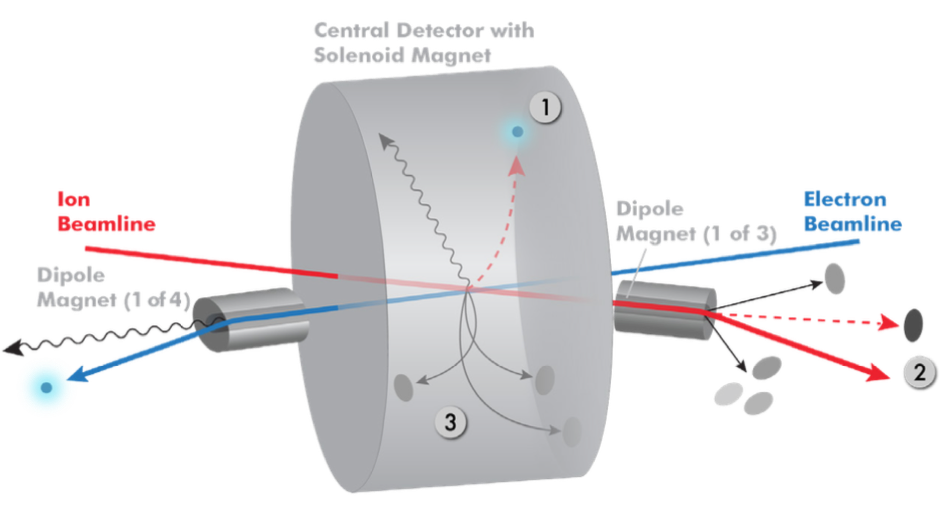 Central Detector with
Solenoid Magnet
1
Ion
Beamline
Dipole
Magnet (1 of 3)
Electron
Beamline
Dipole
Magnet (1 of 4)
2
3